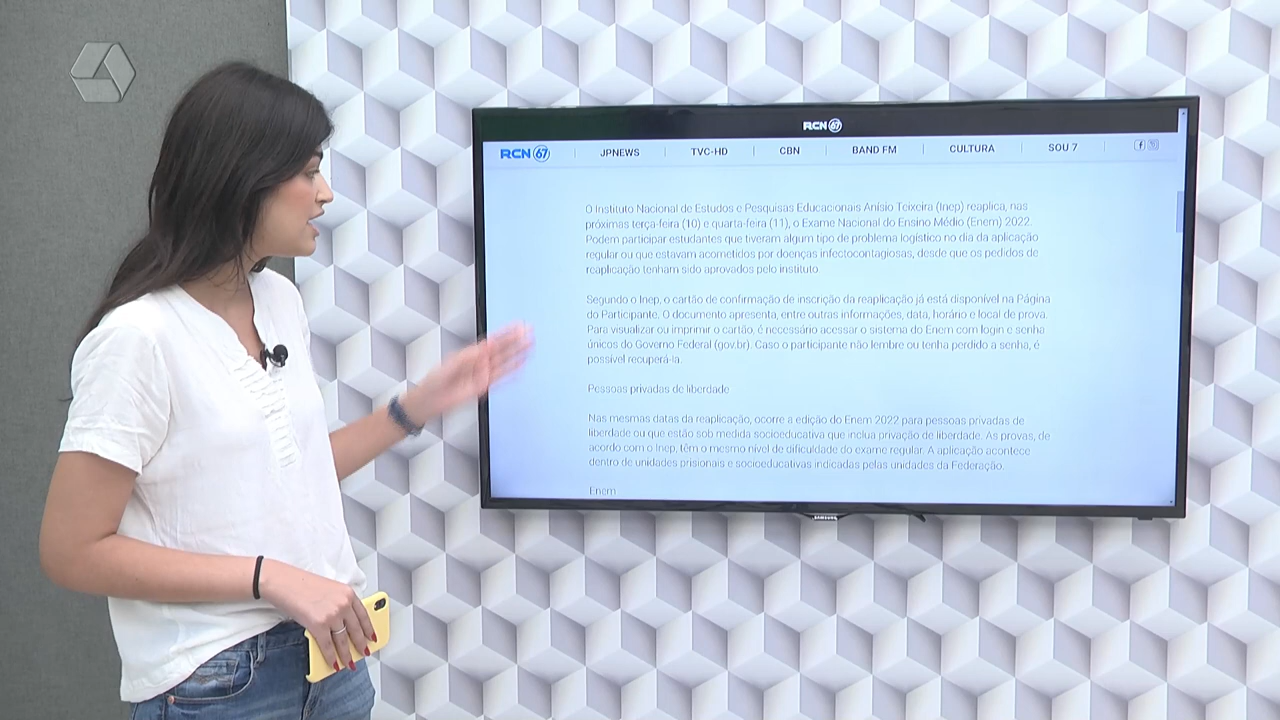 RCN 67
RCN 67 JPNEWS TVC-HD CBN BAND FM CULTURA SOU 7 f
O Instituto Nacional de Estudos e Pesquisas Educacionais Anísio Teixeira (Inep) reaplica, nas
próximas terça-feira (10) e quarta-feira (11), o Exame Nacional do Ensino Médio (Enem) 2022.
Podem participar estudantes que tiveram algum tipo de problema logístico no dia da aplicação
regular ou que estavam acometidos por doenças infectocontagiosas, desde que os pedidos de
reaplicação tenham sido aprovados pelo instituto
Segundo o Inep, o cartão de confirmação de inscrição da reaplicação já está disponível na Página
do Participante. O documento apresenta, entre outras informações, data, horário e local de prova.
Para visualizar ou imprimir o cartão, é necessário acessar o sistema do Enem com login e senha
únicos do Governo Federal (gov.br). Caso o participante não lembre ou tenha perdido a senha, é
possível recuperá-la.
Pessoas privadas de liberdade
Nas mesmas datas da reaplicação, ocorre a edição do Enem 2022 para pessoas privadas de
liberdade ou que estão sob medida socioeducativa que inclua privação de liberdade. As provas, de
acordo com o Inep, têm o mesmo nível de dificuldade do exame regular. A aplicação acontece
dentro de unidades prisionais e socioeducativas indicadas pelas unidades da Federação.
Enem
SAMSUNG